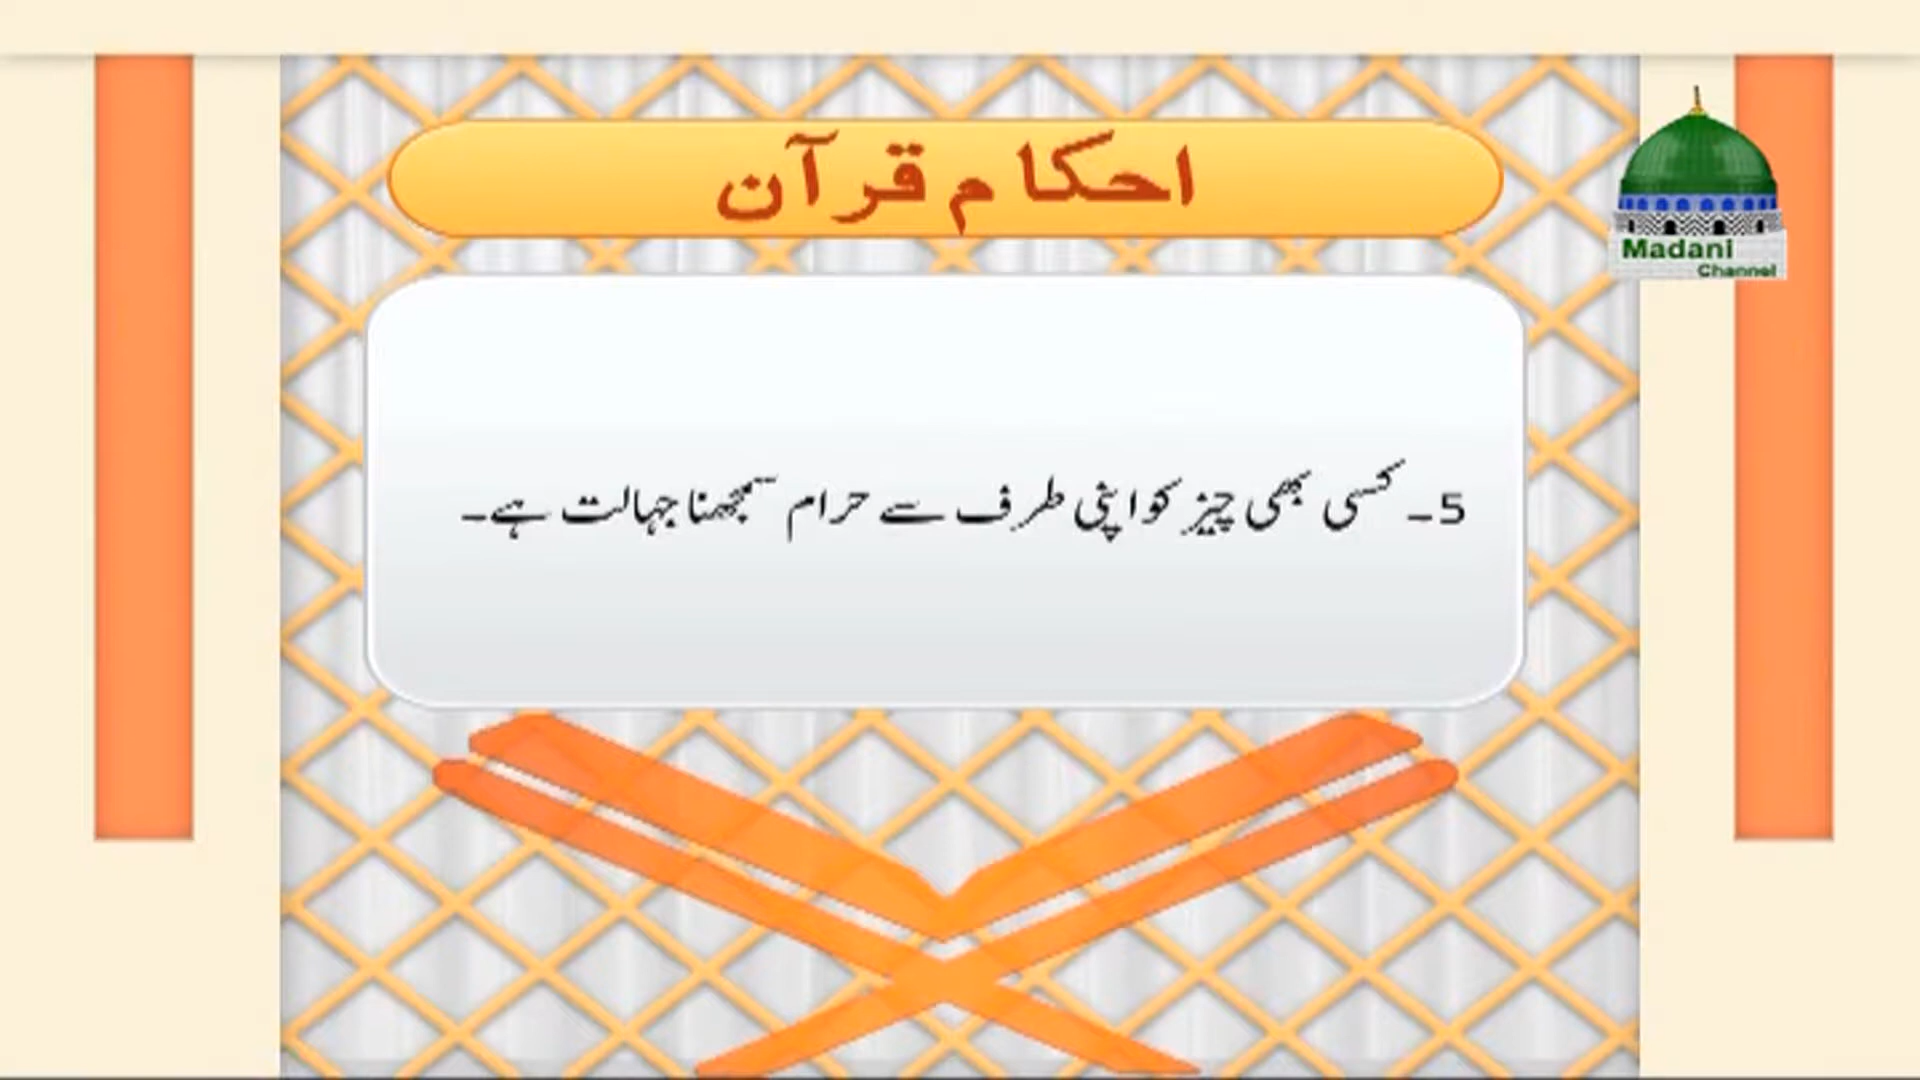 احکام قرآن
5۔ کسی بھی چیز کو اپنی طرف سے حرام سمجھنا جہالت ہے۔
Madani
Channel